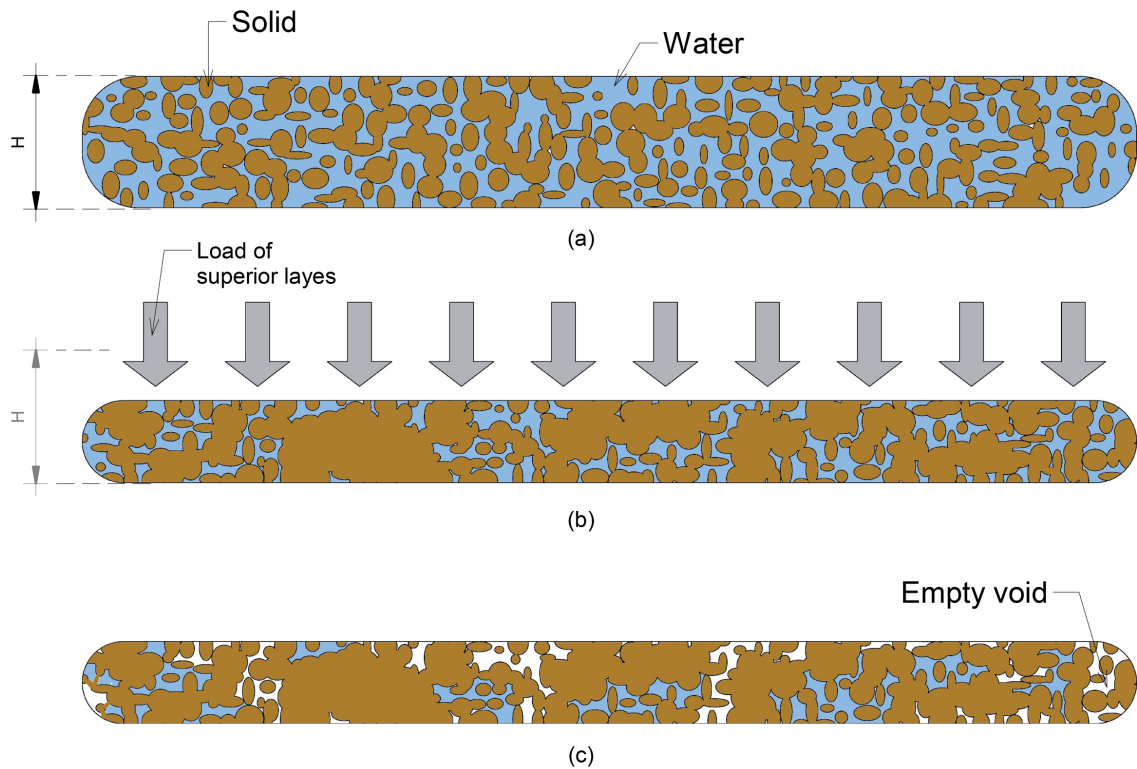 Solid
Water
H
(a)
Load of
superior layes
H
(b)
Empty void
(c)